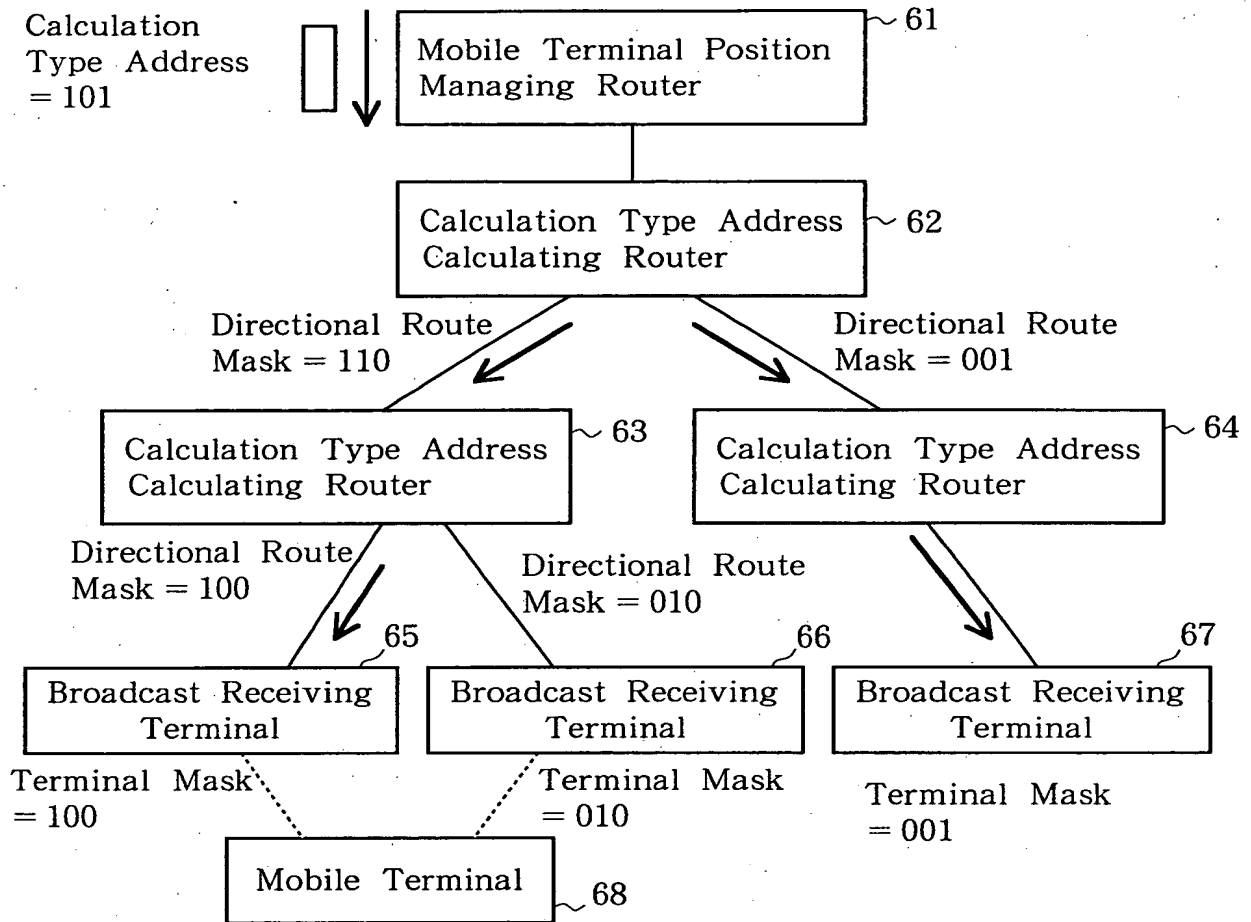 Calculation
Type Address
= 101
Mobile Terminal Position
Managing Router
61
Calculation Type Address
Calculating Router
62
Directional Route
Mask = 110
Directional Route
Mask = 001
Calculation Type Address
Calculating Router
63
Calculation Type Address
Calculating Router
64
Directional Route
Mask = 100
Directional Route
Mask = 010
65
66
67
Broadcast Receiving
Terminal
Broadcast Receiving
Terminal
Broadcast Receiving
Terminal
Terminal Mask
= 100
Terminal Mask
= 010
Terminal Mask
= 001
Mobile Terminal
68